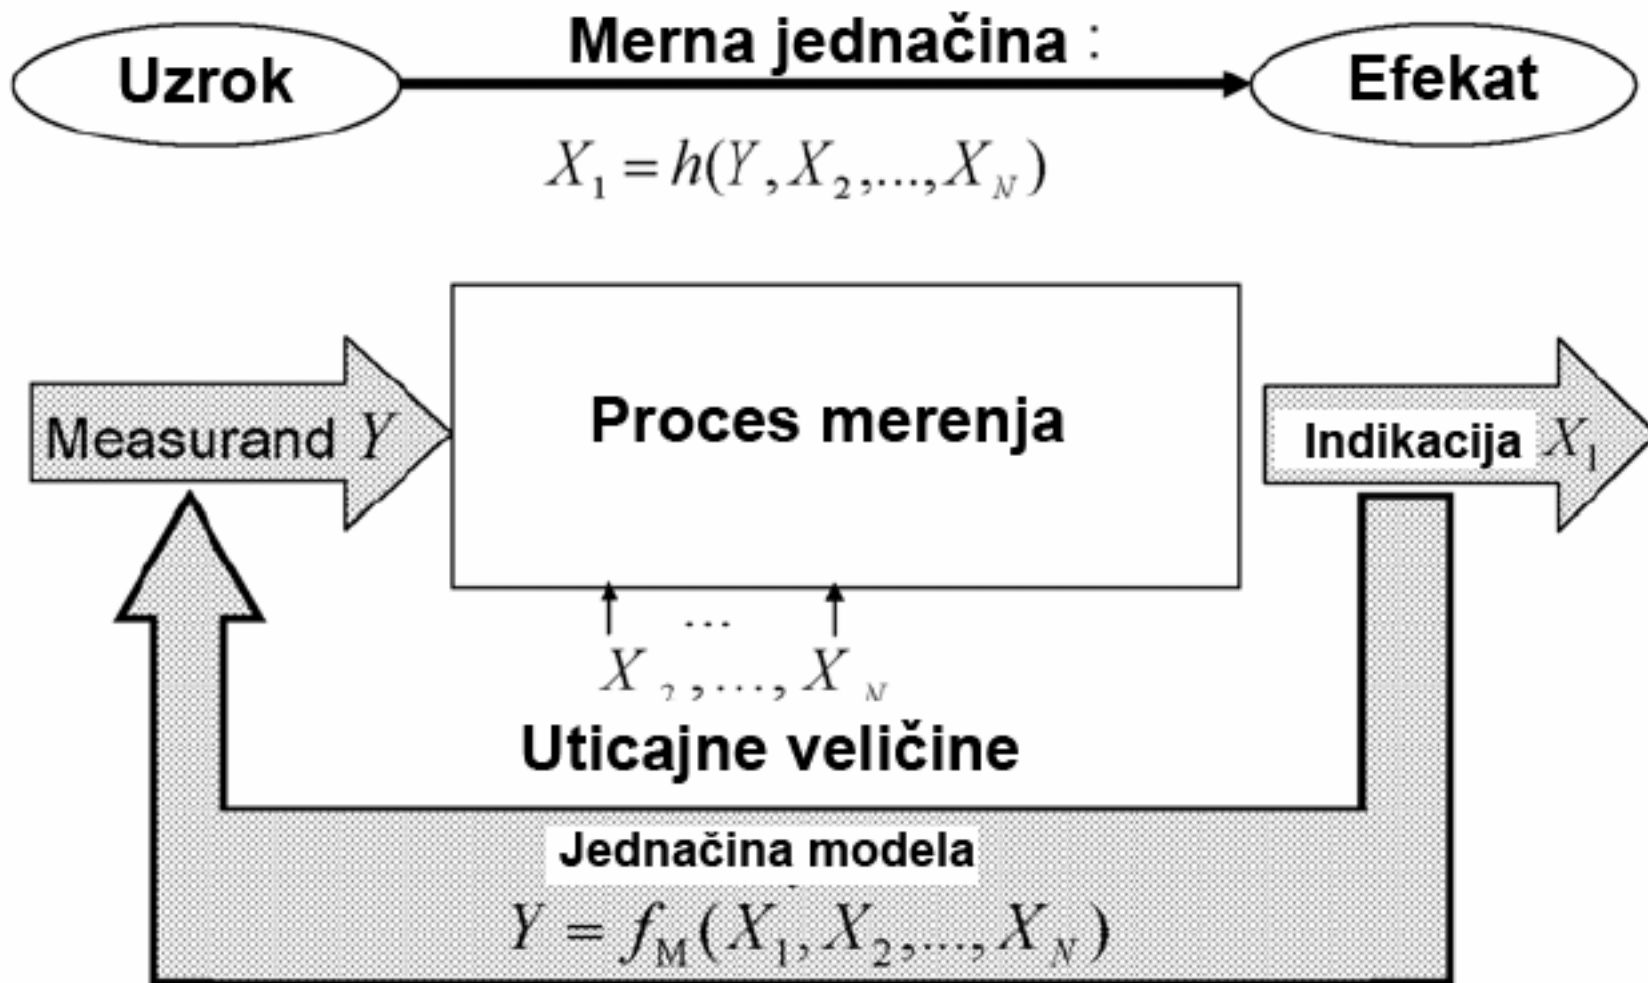 Merna jednačina :
Uzrok
Efekat
X₁ = h(Y, X₂,..., X_N)
Proces merenja
Measurand Y
Indikacija X₁
...
X₂,..., X_N
Uticajne veličine
Jednačina modela
Y = f_M(X₁, X₂,..., X_N)